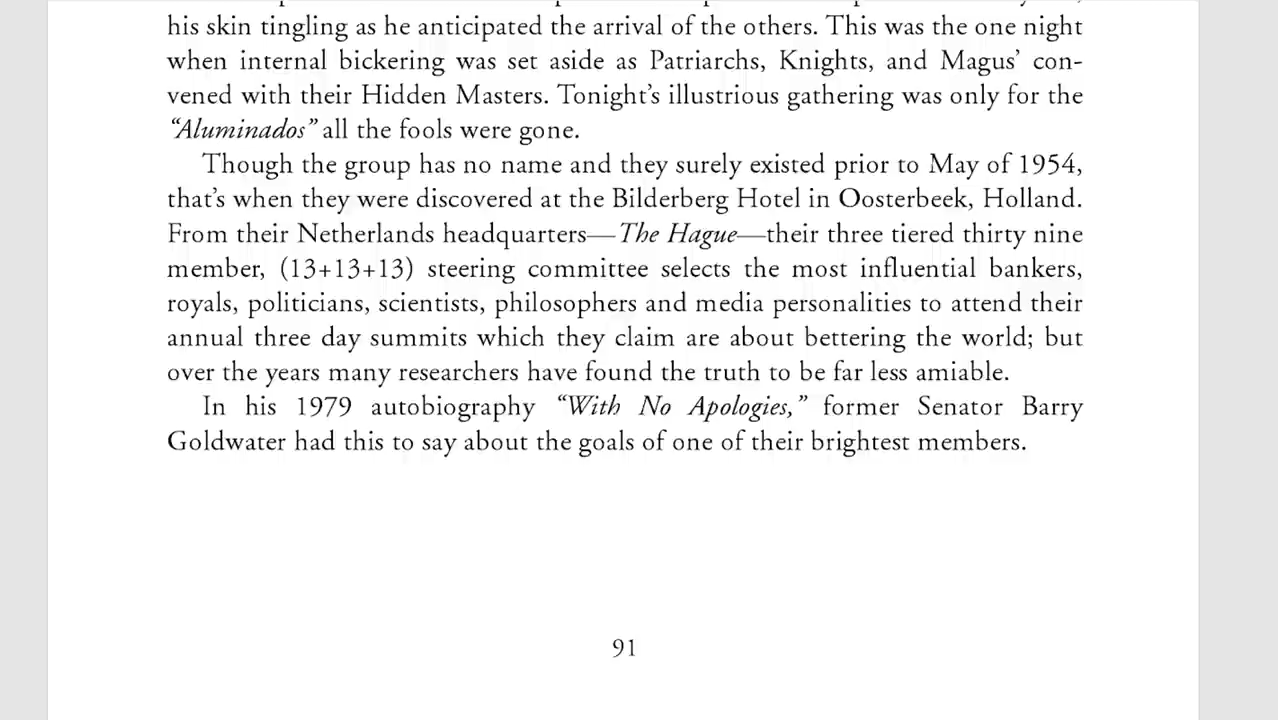 his skin tingling as he anticipated the arrival of the others. This was the one night
when internal bickering was set aside as Patriarchs, Knights, and Magus’ con-
vened with their Hidden Masters. Tonight’s illustrious gathering was only for the
“Aluminados” all the fools were gone.
Though the group has no name and they surely existed prior to May of 1954,
that’s when they were discovered at the Bilderberg Hotel in Oosterbeek, Holland.
From their Netherlands headquarters—The Hague—their three tiered thirty nine
member, (13+13+13) steering committee selects the most influential bankers,
royals, politicians, scientists, philosophers and media personalities to attend their
annual three day summits which they claim are about bettering the world; but
over the years many researchers have found the truth to be far less amiable.
In his 1979 autobiography “With No Apologies,” former Senator Barry
Goldwater had this to say about the goals of one of their brightest members.
91